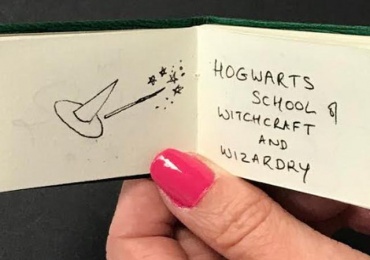 HOGWARTS
SCHOOL of
WITCHCRAFT
AND
WIZARDRY